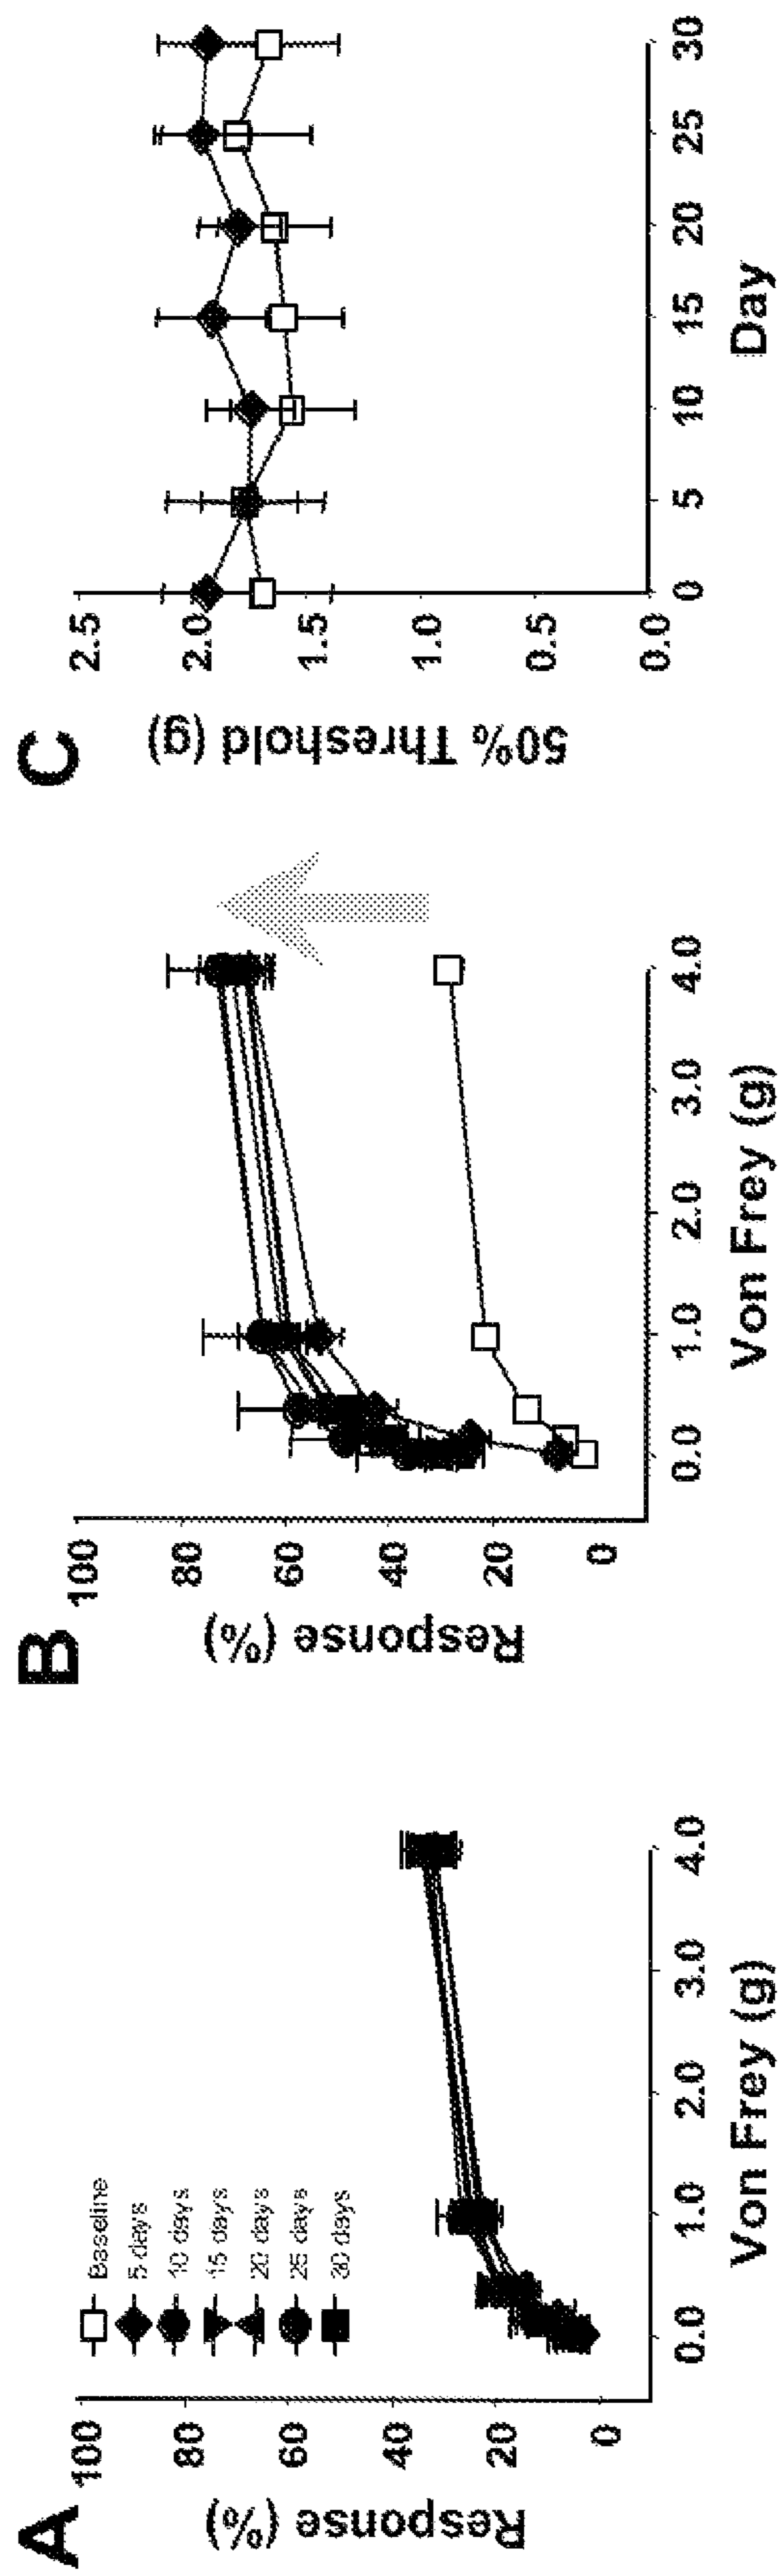 A
Response (%)
100
80
60
40
20
0
Baseline
5 days
10 days
15 days
20 days
25 days
30 days
0.0 1.0 2.0 3.0 4.0
Von Frey (g)
B
Response (%)
100
80
60
40
20
0
0.0 1.0 2.0 3.0 4.0
Von Frey (g)
C
50% Threshold (g)
2.5
2.0
1.5
1.0
0.5
0.0
0 5 10 15 20 25 30
Day